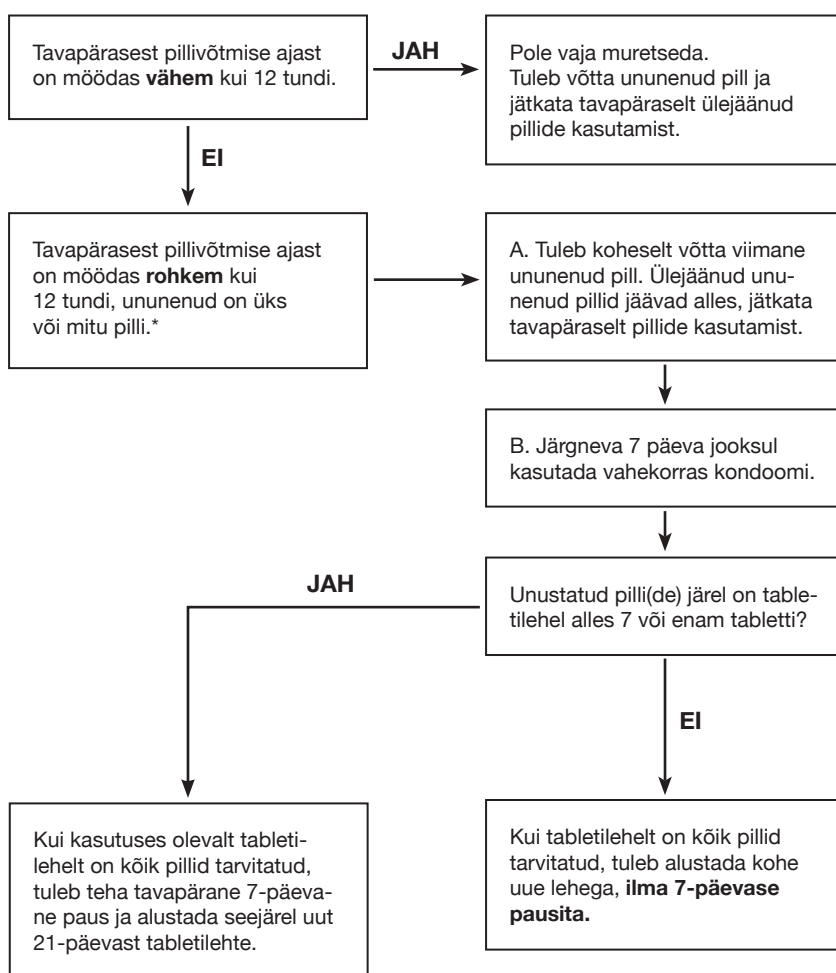 Tavapärasest pillivõtmise ajast
on möödas vähem kui 12 tundi.
JAH
Pole vaja muretseda.
Tuleb võtta ununenud pill ja
jätkata tavapäraselt ülejäänud
pillide kasutamist.
EI
Tavapärasest pillivõtmise ajast
on möödas rohkem kui
12 tundi, ununenud on üks
või mitu pilli.*
A. Tuleb koheselt võtta viimane
ununenud pill. Ülejäänud unu-
nenud pillid jäävad alles, jätkata
tavapäraselt pillide kasutamist.
B. Järgneva 7 päeva jooksul
kasutada vahekorras kondoomi.
Unustatud pilli(de) järel on table-
tilehel alles 7 või enam tabletti?
JAH
EI
Kui kasutuses olevalt tableti-
lehelt on kõik pillid tarvitatud,
tuleb teha tavapärane 7-päeva-
ne paus ja alustada seejärel uut
21-päevast tabletilehte.
Kui tabletilehelt on kõik pillid
tarvitatud, tuleb alustada kohe
uue lehega, ilma 7-päevase
pausita.